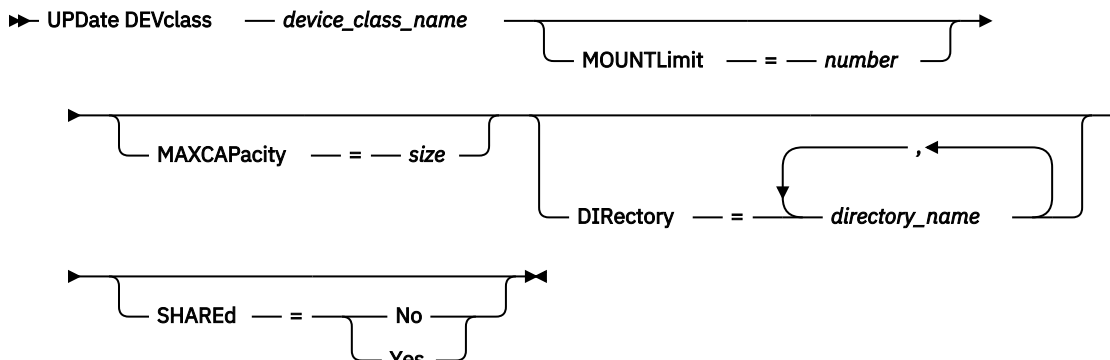 UPDate DEVclass device_class_name
MOUNTLimit = number
MAXCAPacity = size
,
DIRectory = directory_name
SHAREd = No
Yes